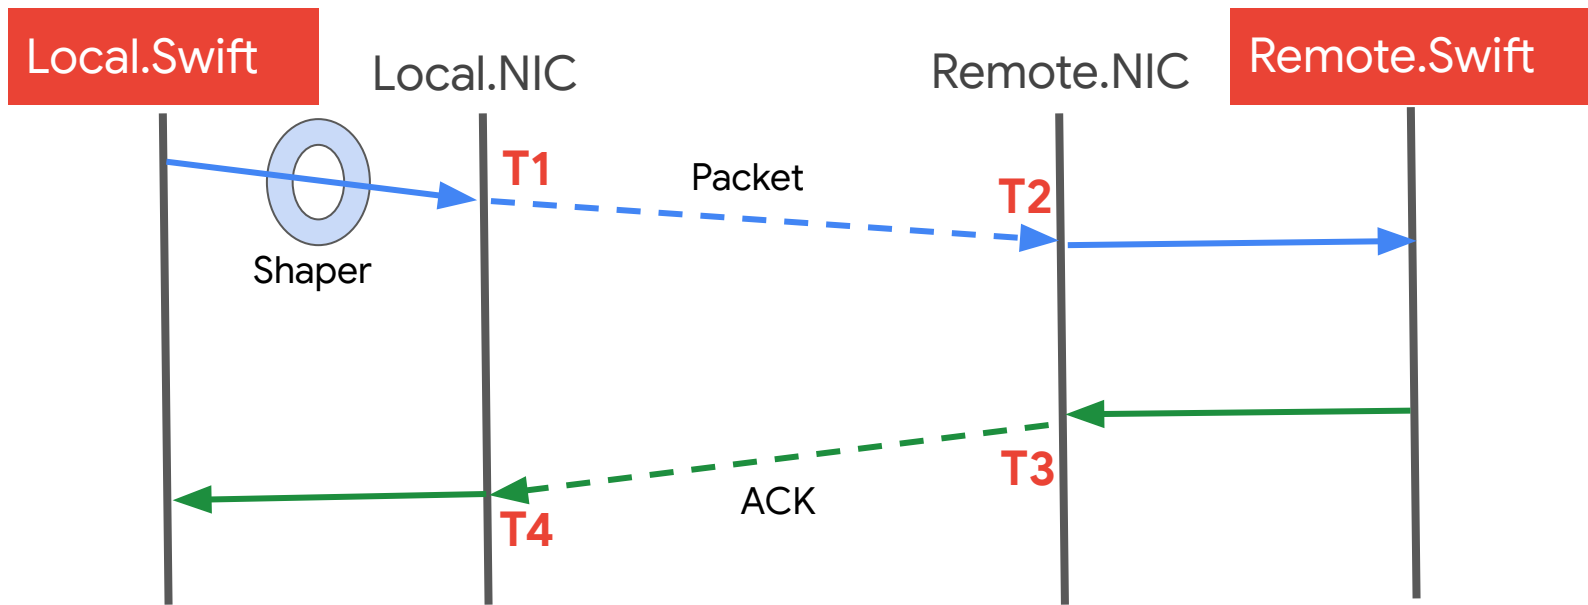 Local.Swift
Local.NIC
Remote.NIC
Remote.Swift
T1
Packet
T2
Shaper
T3
ACK
T4